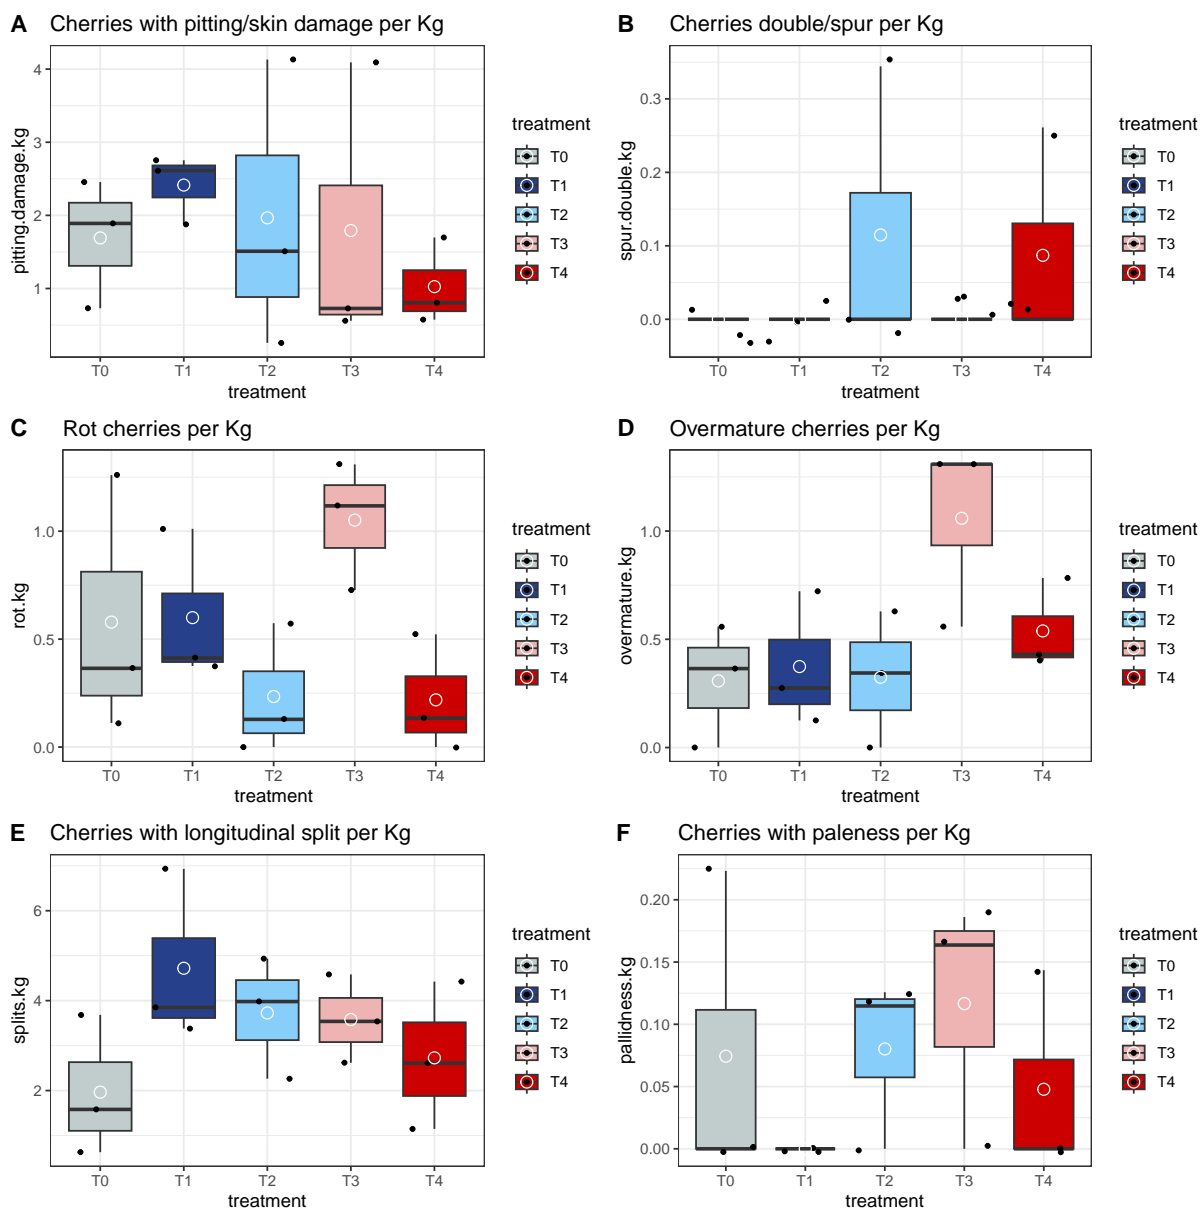 A Cherries with pitting/skin damage per Kg
pitting.damage.kg
4
3
2
1
T0 T1 T2 T3 T4
treatment
treatment
T0
T1
T2
T3
T4
B Cherries double/spur per Kg
spur.double.kg
0.3
0.2
0.1
0.0
T0 T1 T2 T3 T4
treatment
treatment
T0
T1
T2
T3
T4
C Rot cherries per Kg
rot.kg
1.0
0.5
0.0
T0 T1 T2 T3 T4
treatment
treatment
T0
T1
T2
T3
T4
D Overmature cherries per Kg
overmature.kg
1.0
0.5
0.0
T0 T1 T2 T3 T4
treatment
treatment
T0
T1
T2
T3
T4
E Cherries with longitudinal split per Kg
splits.kg
6
4
2
T0 T1 T2 T3 T4
treatment
treatment
T0
T1
T2
T3
T4
F Cherries with paleness per Kg
pallidness.kg
0.20
0.15
0.10
0.05
0.00
T0 T1 T2 T3 T4
treatment
treatment
T0
T1
T2
T3
T4